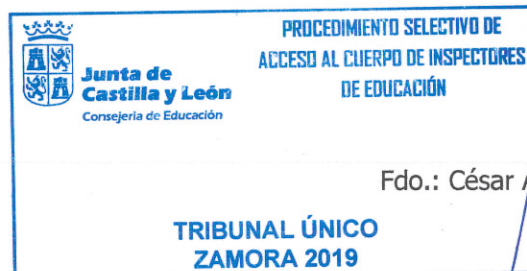 PROCEDIMIENTO SELECTIVO DE
ACCESO AL CUERPO DE INSPECTORES
DE EDUCACIÓN
Junta de
Castilla y León
Consejería de Educación
Fdo.: César A
TRIBUNAL ÚNICO
ZAMORA 2019